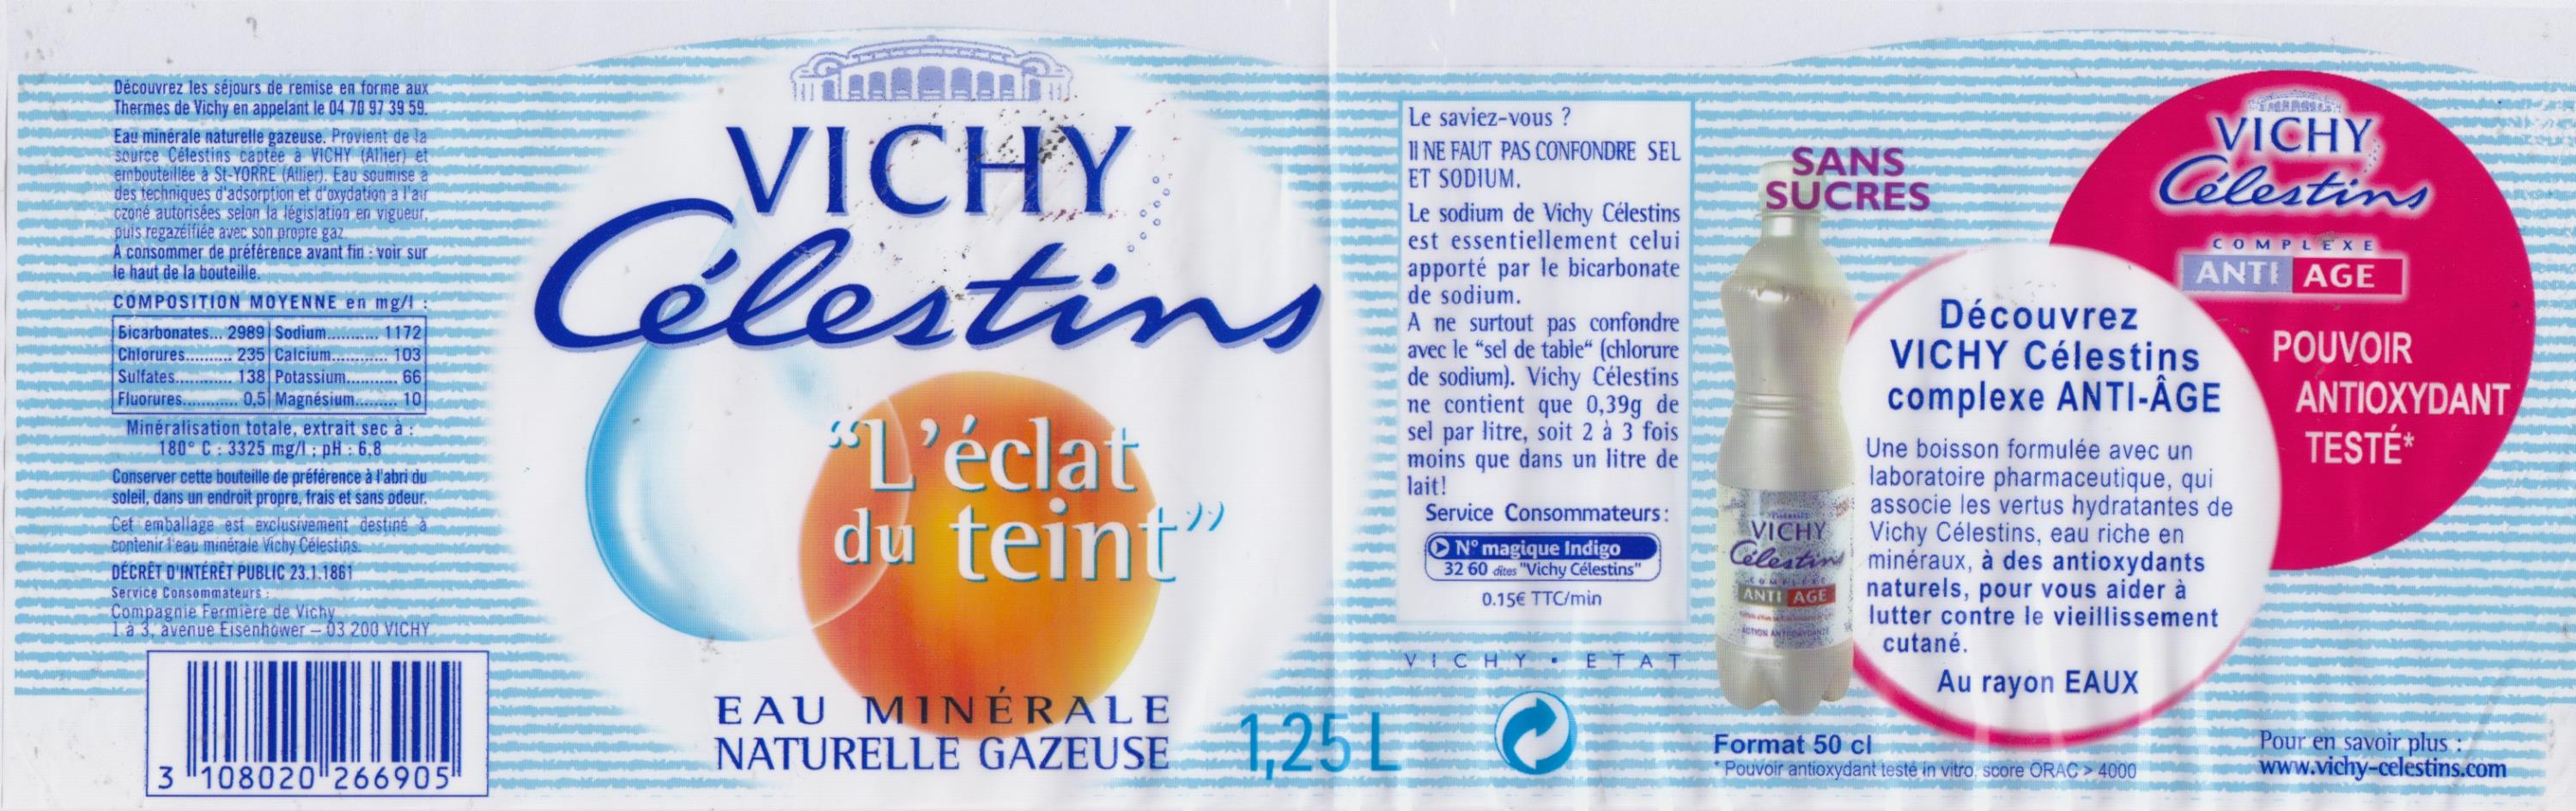 Découvrez les séjours de remise en forme aux
Thermes de Vichy en appelant le 04 70 97 39 59.
Eau minérale naturelle gazeuse. Provient de la
source Célestins captée à VICHY (Allier) et
embouteillée à St-YORRE (Allier). Eau soumise à
des techniques d'adsorption et d'oxydation à l'air
ozoné autorisées selon la législation en vigueur,
puis regazéifiée avec son propre gaz
A consommer de préférence avant fin : voir sur
le haut de la bouteille.
COMPOSITION MOYENNE en mg/l :
Bicarbonates... 2989 Sodium........... 1172
Chlorures.......... 235 Calcium............ 103
Sulfates............ 138 Potassium........... 66
Fluorures............ 0,5 Magnésium......... 10
Minéralisation totale, extrait sec à :
180° C : 3325 mg/l ; pH : 6,8
Conserver cette bouteille de préférence à l'abri du
soleil, dans un endroit propre, frais et sans odeur.
Cet emballage est exclusivement destiné à
contenir l'eau minérale Vichy Célestins.
DÉCRÊT D'INTÉRÊT PUBLIC 23.1.1861
Service Consommateurs :
Compagnie Fermière de Vichy
1 à 3, avenue Eisenhower – 03 200 VICHY
3 108020 266905
VICHY
Célestins
"L'éclat
du teint"
EAU MINÉRALE
NATURELLE GAZEUSE
1,25 L
Le saviez-vous ?
Il NE FAUT PAS CONFONDRE SEL
ET SODIUM.
Le sodium de Vichy Célestins
est essentiellement celui
apporté par le bicarbonate
de sodium.
A ne surtout pas confondre
avec le "sel de table" (chlorure
de sodium). Vichy Célestins
ne contient que 0,39g de
sel par litre, soit 2 à 3 fois
moins que dans un litre de
lait!
Service Consommateurs :
N° magique Indigo
32 60 dites "Vichy Célestins"
0.15€ TTC/min
VICHY • ETAT
SANS
SUCRES
VICHY
Célestins
COMPLEXE
ANTI AGE
ACTION ANTIOXYDANTE
Format 50 cl
* Pouvoir antioxydant testé in vitro, score ORAC > 4000
Découvrez
VICHY Célestins
complexe ANTI-ÂGE
Une boisson formulée avec un
laboratoire pharmaceutique, qui
associe les vertus hydratantes de
Vichy Célestins, eau riche en
minéraux, à des antioxydants
naturels, pour vous aider à
lutter contre le vieillissement
cutané.
Au rayon EAUX
VICHY
Célestins
COMPLEXE
ANTI AGE
POUVOIR
ANTIOXYDANT
TESTÉ*
Pour en savoir plus :
www.vichy-celestins.com